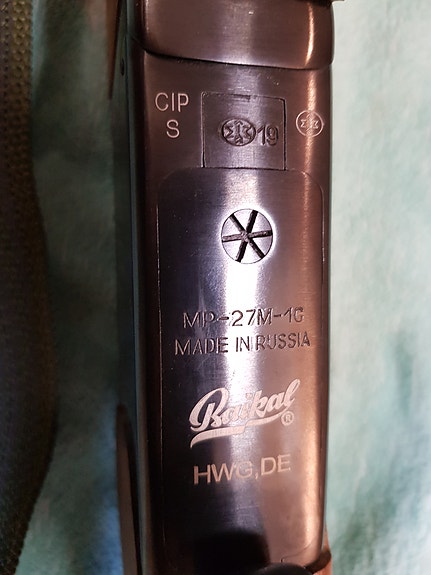 CIP
S
19
MP-27M-1C
MADE IN RUSSIA
Baikal®
HWG,DE